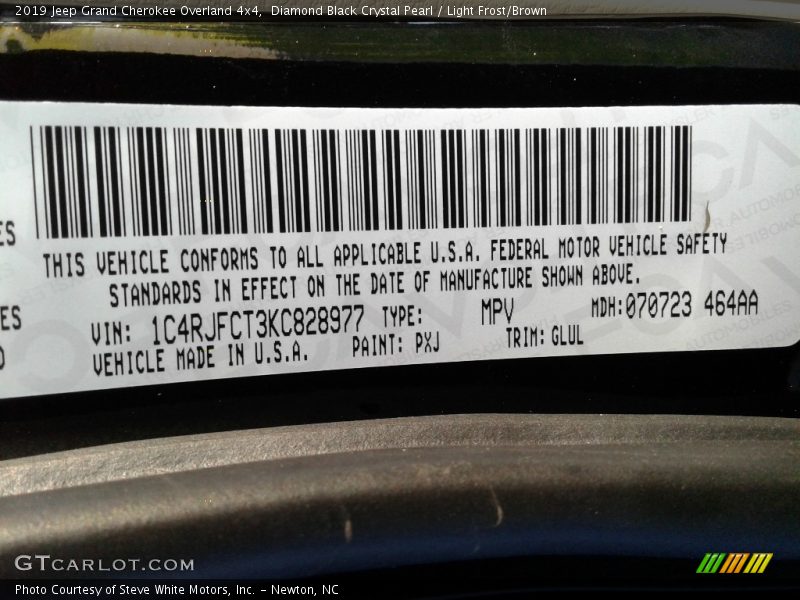 2019 Jeep Grand Cherokee Overland 4x4, Diamond Black Crystal Pearl / Light Frost/Brown
ES
THIS VEHICLE CONFORMS TO ALL APPLICABLE U.S.A. FEDERAL MOTOR VEHICLE SAFETY
STANDARDS IN EFFECT ON THE DATE OF MANUFACTURE SHOWN ABOVE.
ES
VIN: 1C4RJFCT3KC828977 TYPE: MPV MDH:070723 464AA
VEHICLE MADE IN U.S.A. PAINT: PXJ TRIM: GLUL
GTCARLOT.COM
Photo Courtesy of Steve White Motors, Inc. – Newton, NC